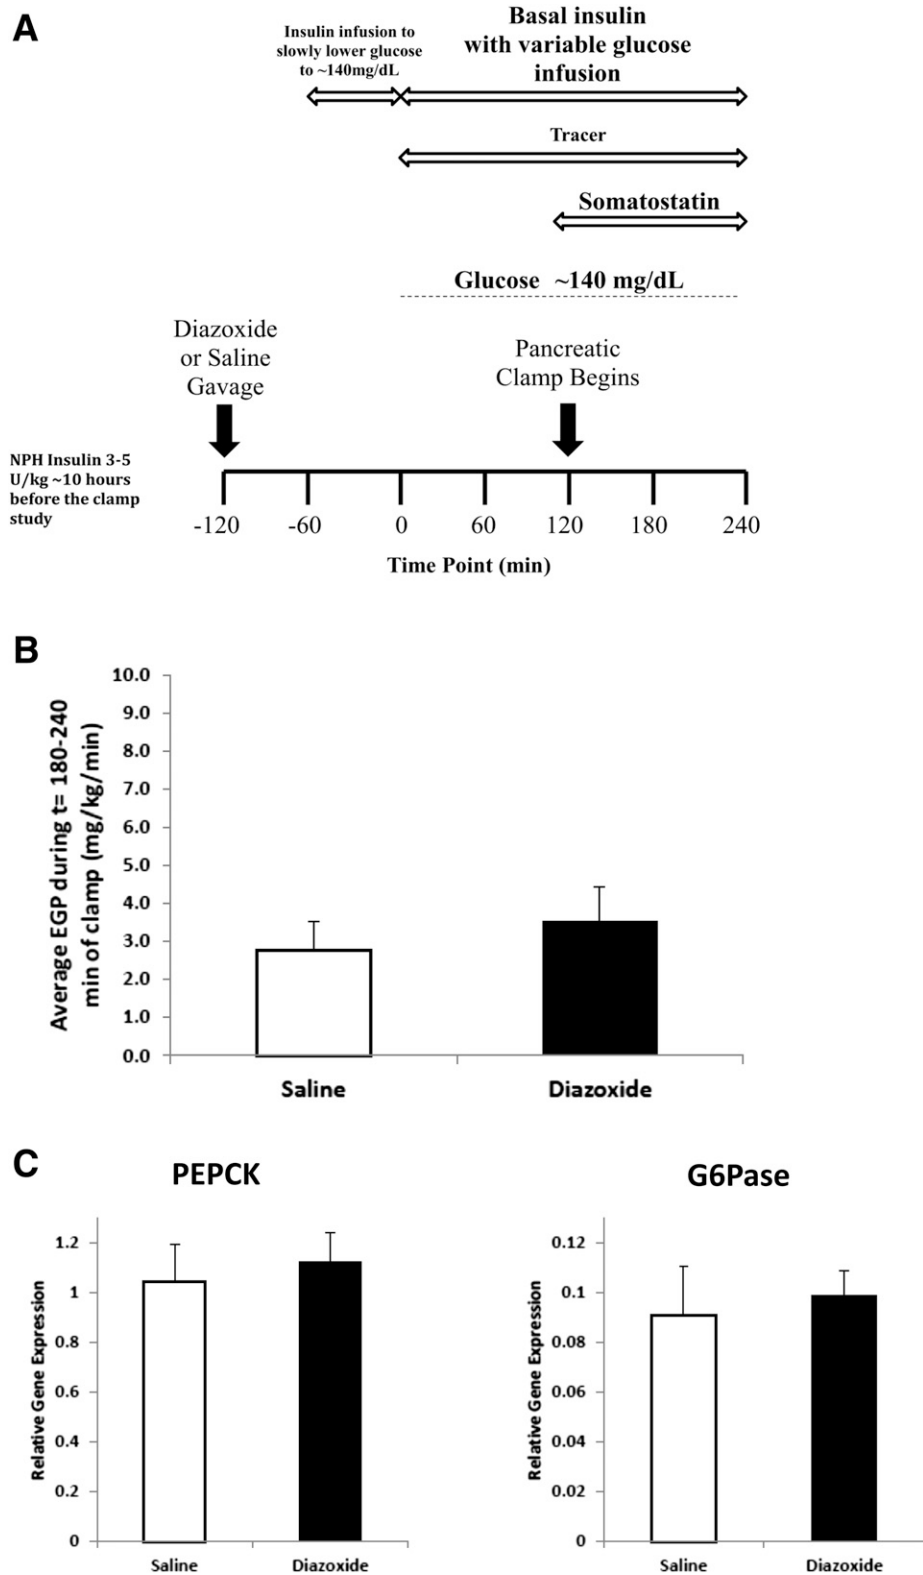 A
Insulin infusion to
slowly lower glucose
to ~140mg/dL
Basal insulin
with variable glucose
infusion
Tracer
Somatostatin
Glucose ~140 mg/dL
Diazoxide
or Saline
Gavage
Pancreatic
Clamp Begins
NPH Insulin 3-5
U/kg ~10 hours
before the clamp
study
-120 -60 0 60 120 180 240
Time Point (min)
B
Average EGP during t= 180-240
min of clamp (mg/kg/min)
10.0
9.0
8.0
7.0
6.0
5.0
4.0
3.0
2.0
1.0
0.0
Saline Diazoxide
C
PEPCK
Relative Gene Expression
1.2
1
0.8
0.6
0.4
0.2
0
Saline Diazoxide
G6Pase
Relative Gene Expression
0.12
0.1
0.08
0.06
0.04
0.02
0
Saline Diazoxide